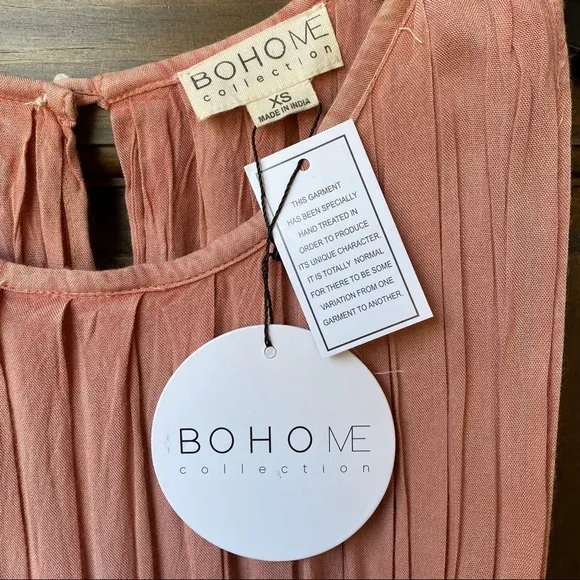 BOHO ME
collection
XS
MADE IN INDIA
THIS GARMENT
HAS BEEN SPECIALLY
HAND TREATED IN
ORDER TO PRODUCE
ITS UNIQUE CHARACTER.
IT IS TOTALLY NORMAL
FOR THERE TO BE SOME
VARIATION FROM ONE
GARMENT TO ANOTHER.
BOHO ME
collection